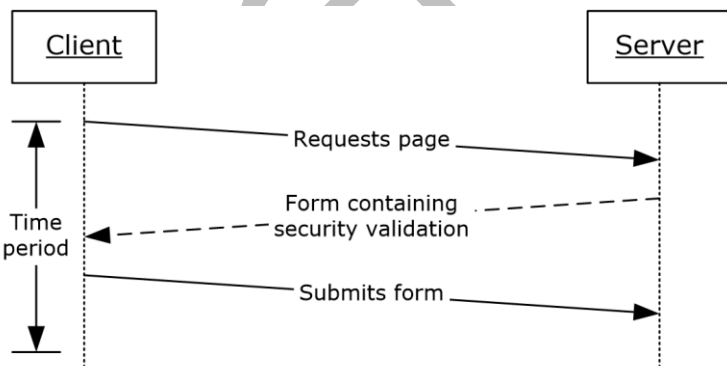 Client
Server
Requests page
Form containing
security validation
Time
period
Submits form